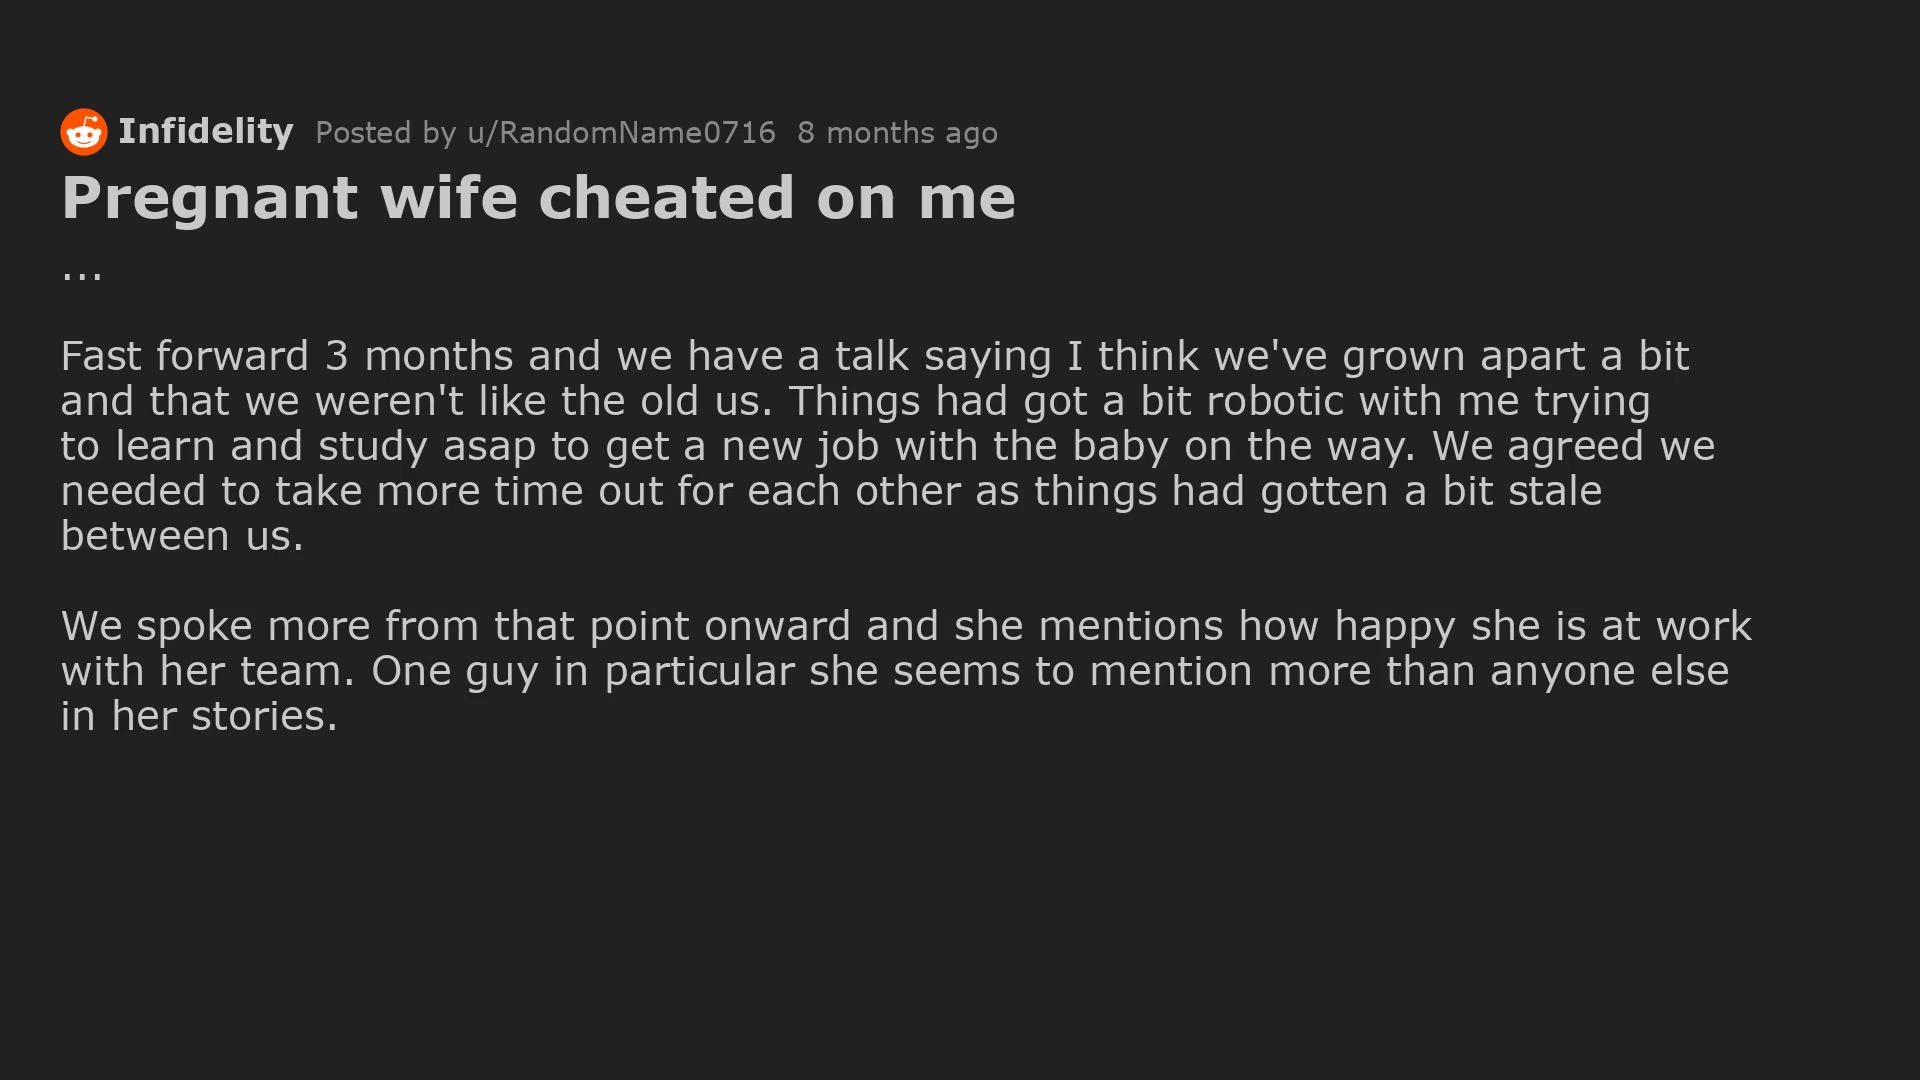 Infidelity Posted by u/RandomName0716 8 months ago
Pregnant wife cheated on me
...
Fast forward 3 months and we have a talk saying I think we've grown apart a bit
and that we weren't like the old us. Things had got a bit robotic with me trying
to learn and study asap to get a new job with the baby on the way. We agreed we
needed to take more time out for each other as things had gotten a bit stale
between us.
We spoke more from that point onward and she mentions how happy she is at work
with her team. One guy in particular she seems to mention more than anyone else
in her stories.